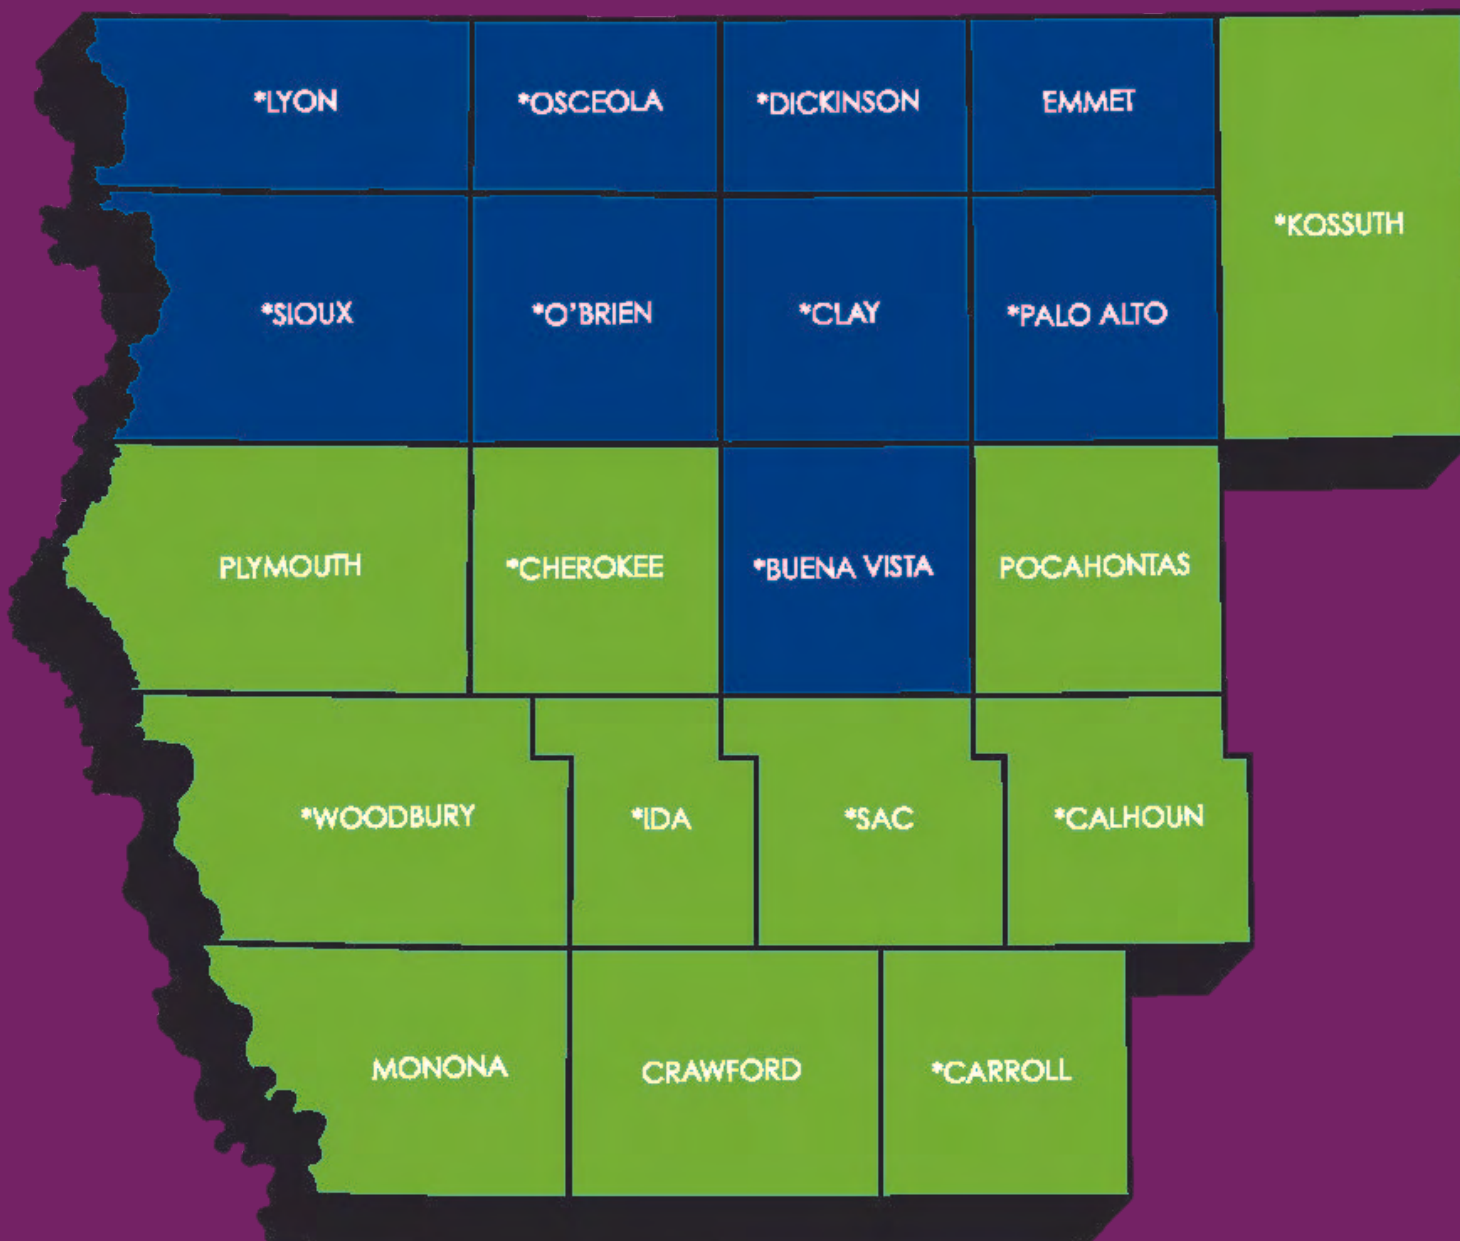 *LYON
*OSCEOLA
*DICKINSON
EMMET
*KOSSUTH
*SIOUX
*O'BRIEN
*CLAY
*PALO ALTO
PLYMOUTH
*CHEROKEE
*BUENA VISTA
POCAHONTAS
*WOODBURY
*IDA
*SAC
*CALHOUN
MONONA
CRAWFORD
*CARROLL